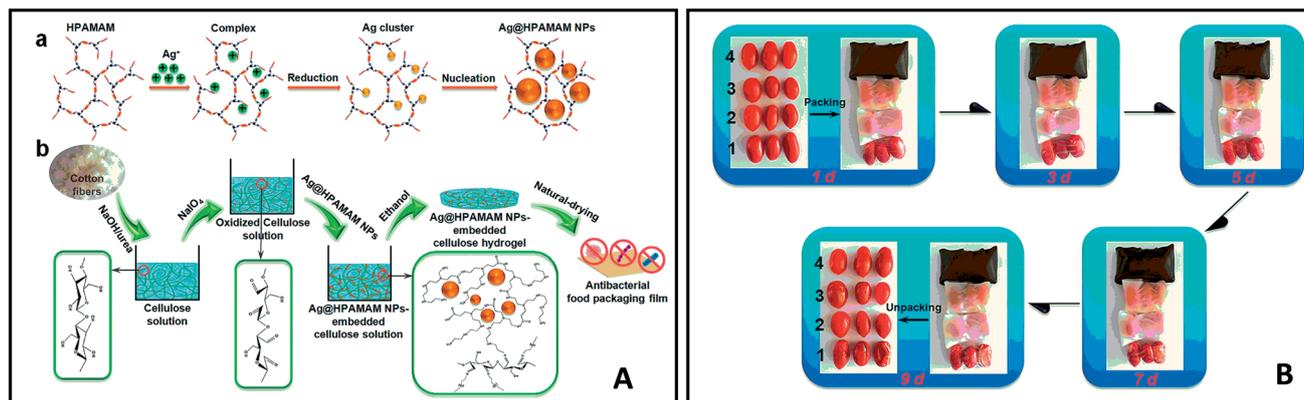 a
HPAMAM
Complex
Ag cluster
Ag@HPAMAM NPs
Ag⁺
Reduction
Nucleation
b
Cotton
fibers
NaOH/urea
Cellulose
solution
NaIO₄
Oxidized Cellulose
solution
Ag@HPAMAM NPs
Ag@HPAMAM NPs-
embedded
cellulose solution
Ethanol
Ag@HPAMAM NPs-
embedded
cellulose hydrogel
Natural-drying
Antibacterial
food packaging film
A
4
3
2
1
Packing
1 d
3 d
5 d
7 d
4
3
2
1
Unpacking
9 d
B